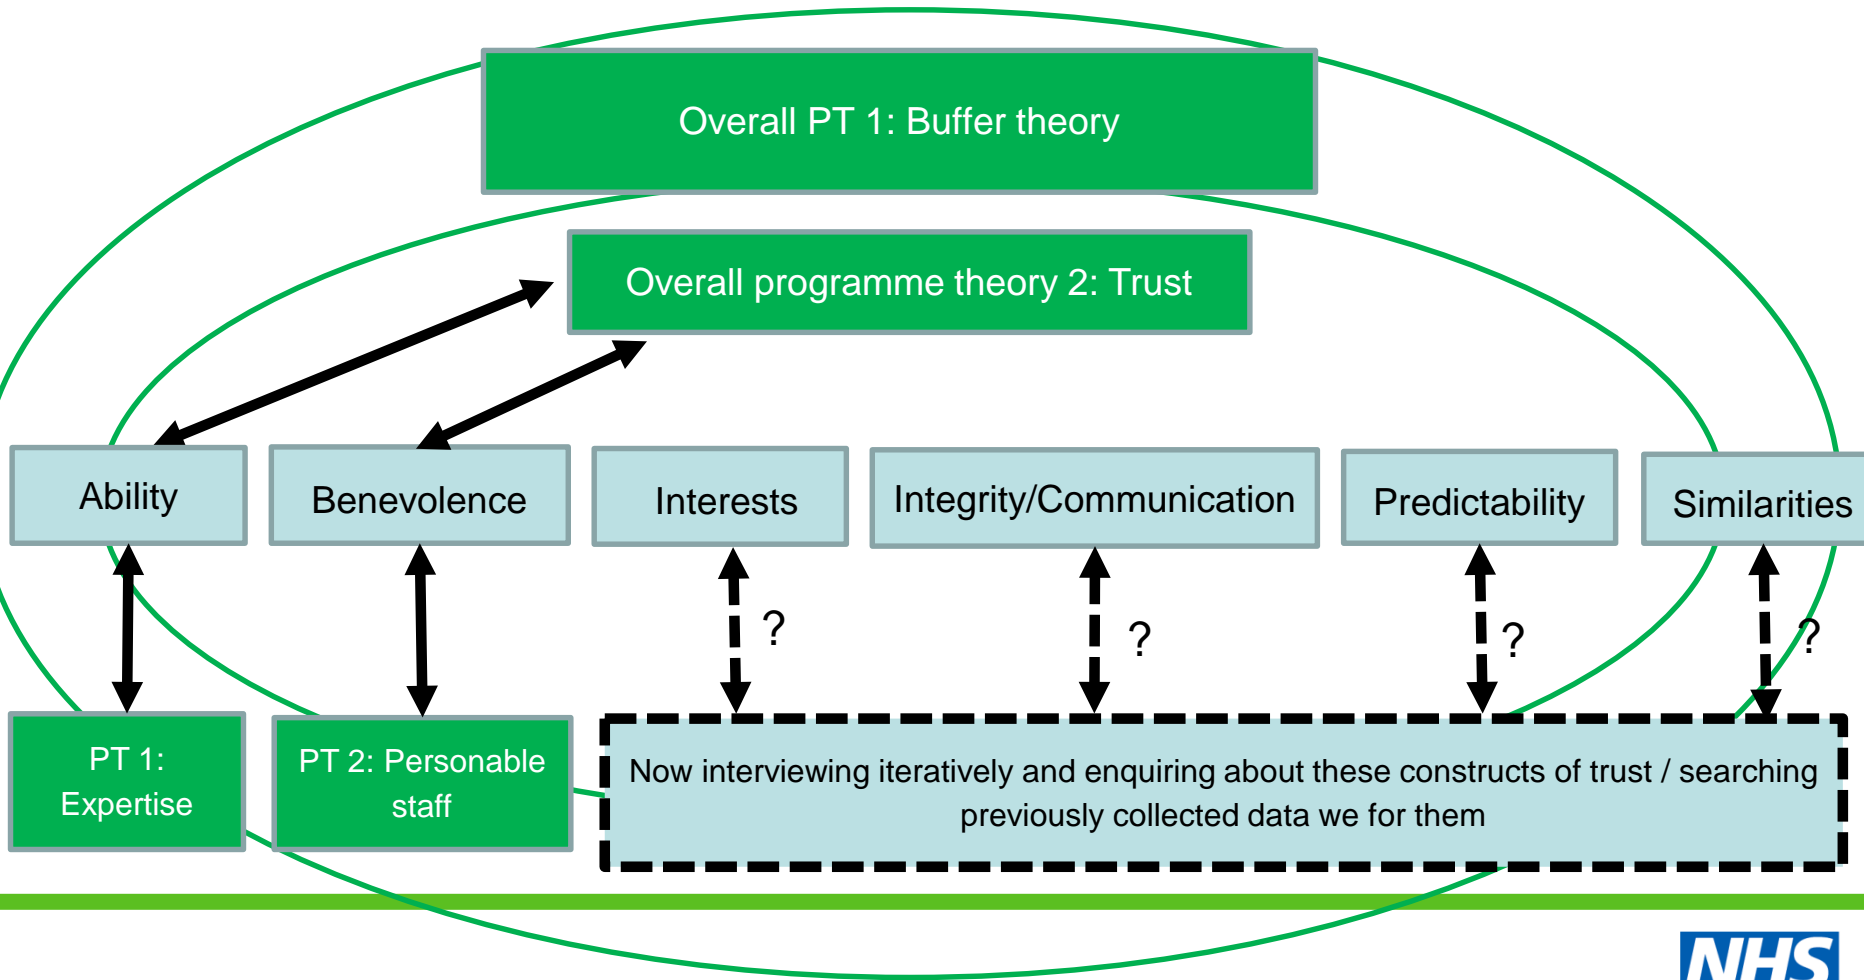 Overall PT 1: Buffer theory
Overall programme theory 2: Trust
Ability
Benevolence
Interests
Integrity/Communication
Predictability
Similarities
?
?
?
?
PT 1:
Expertise
PT 2: Personable
staff
Now interviewing iteratively and enquiring about these constructs of trust / searching
previously collected data we for them
NHS